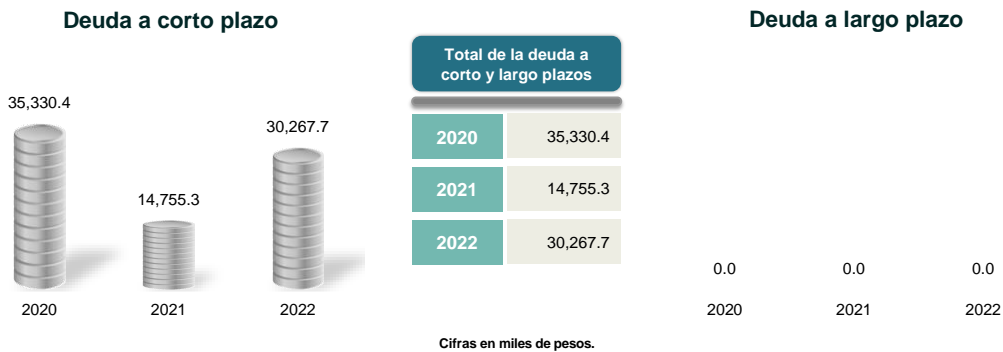 Deuda a corto plazo
35,330.4
14,755.3
30,267.7
2020
2021
2022
Total de la deuda a
corto y largo plazos
2020 35,330.4
2021 14,755.3
2022 30,267.7
Cifras en miles de pesos.
Deuda a largo plazo
0.0 0.0 0.0
2020 2021 2022